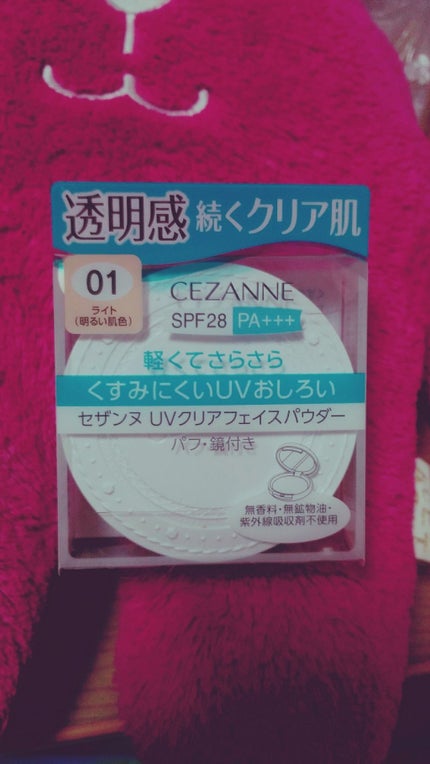 透明感 続くクリア肌
01
ライト
(明るい肌色)
CEZANNE
SPF28 PA+++
軽くてさらさら
くすみにくいUVおしろい
セザンヌ UVクリアフェイスパウダー
パフ・鏡付き
無香料・無鉱物油・
紫外線吸収剤不使用